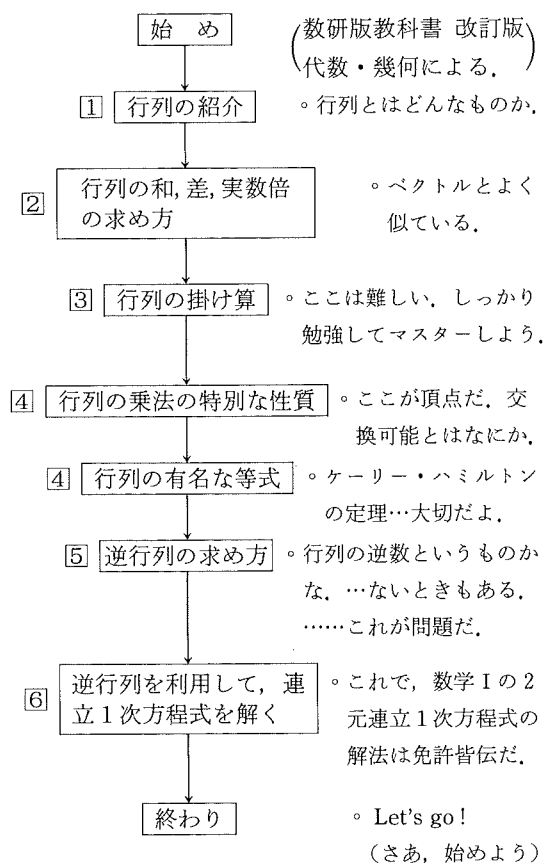 始　め
(数研版教科書 改訂版
代数・幾何による．)
1 行列の紹介
◦行列とはどんなものか．
2 行列の和，差，実数倍
の求め方
◦ベクトルとよく
似ている．
3 行列の掛け算
◦ここは難しい．しっかり
勉強してマスターしよう．
4 行列の乗法の特別な性質
◦ここが頂点だ．交
換可能とはなにか．
4 行列の有名な等式
◦ケーリー・ハミルトン
の定理…大切だよ．
5 逆行列の求め方
◦行列の逆数というものか
な．…ないときもある．
……これが問題だ．
6 逆行列を利用して，連
立1次方程式を解く
◦これで，数学Ⅰの2
元連立1次方程式の
解法は免許皆伝だ．
終わり
◦Let's go !
(さあ，始めよう)